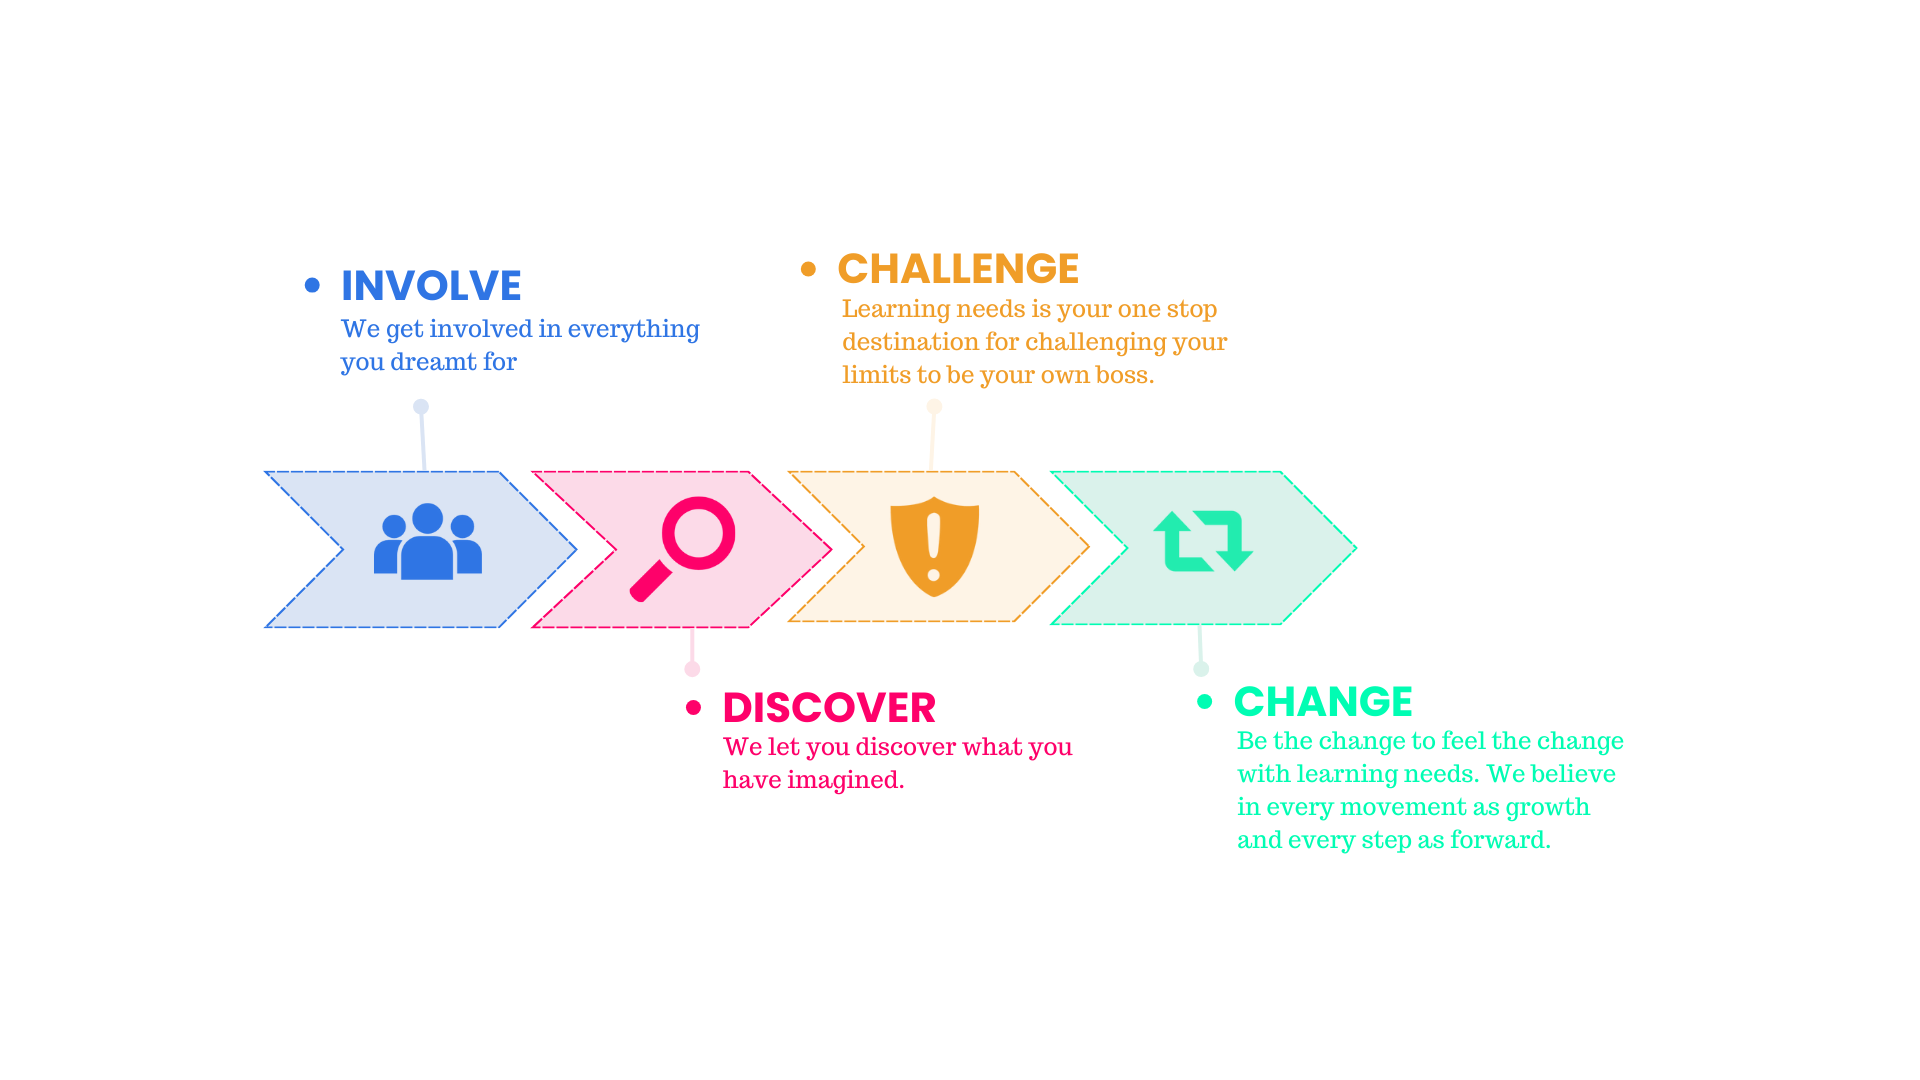 INVOLVE
We get involved in everything
you dreamt for
CHALLENGE
Learning needs is your one stop
destination for challenging your
limits to be your own boss.
DISCOVER
We let you discover what you
have imagined.
CHANGE
Be the change to feel the change
with learning needs. We believe
in every movement as growth
and every step as forward.